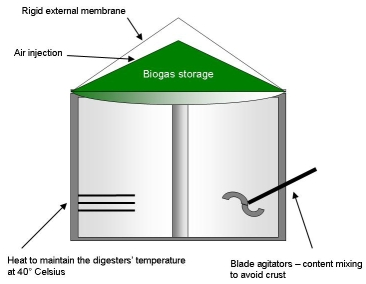 Rigid external membrane
Air injection
Biogas storage
Heat to maintain the digesters' temperature
at 40° Celsius
Blade agitators – content mixing
to avoid crust